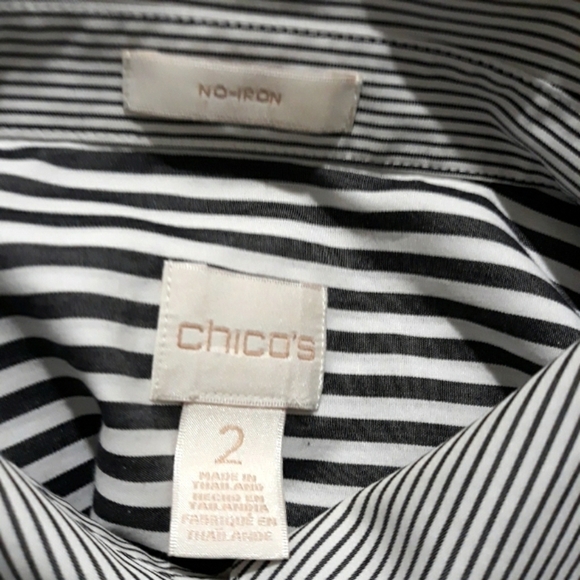 NO-IRON
chico's
2
MADE IN
THAILAND
HECHO EN
TAILANDIA
FABRIQUÉ EN
THAÏLANDE